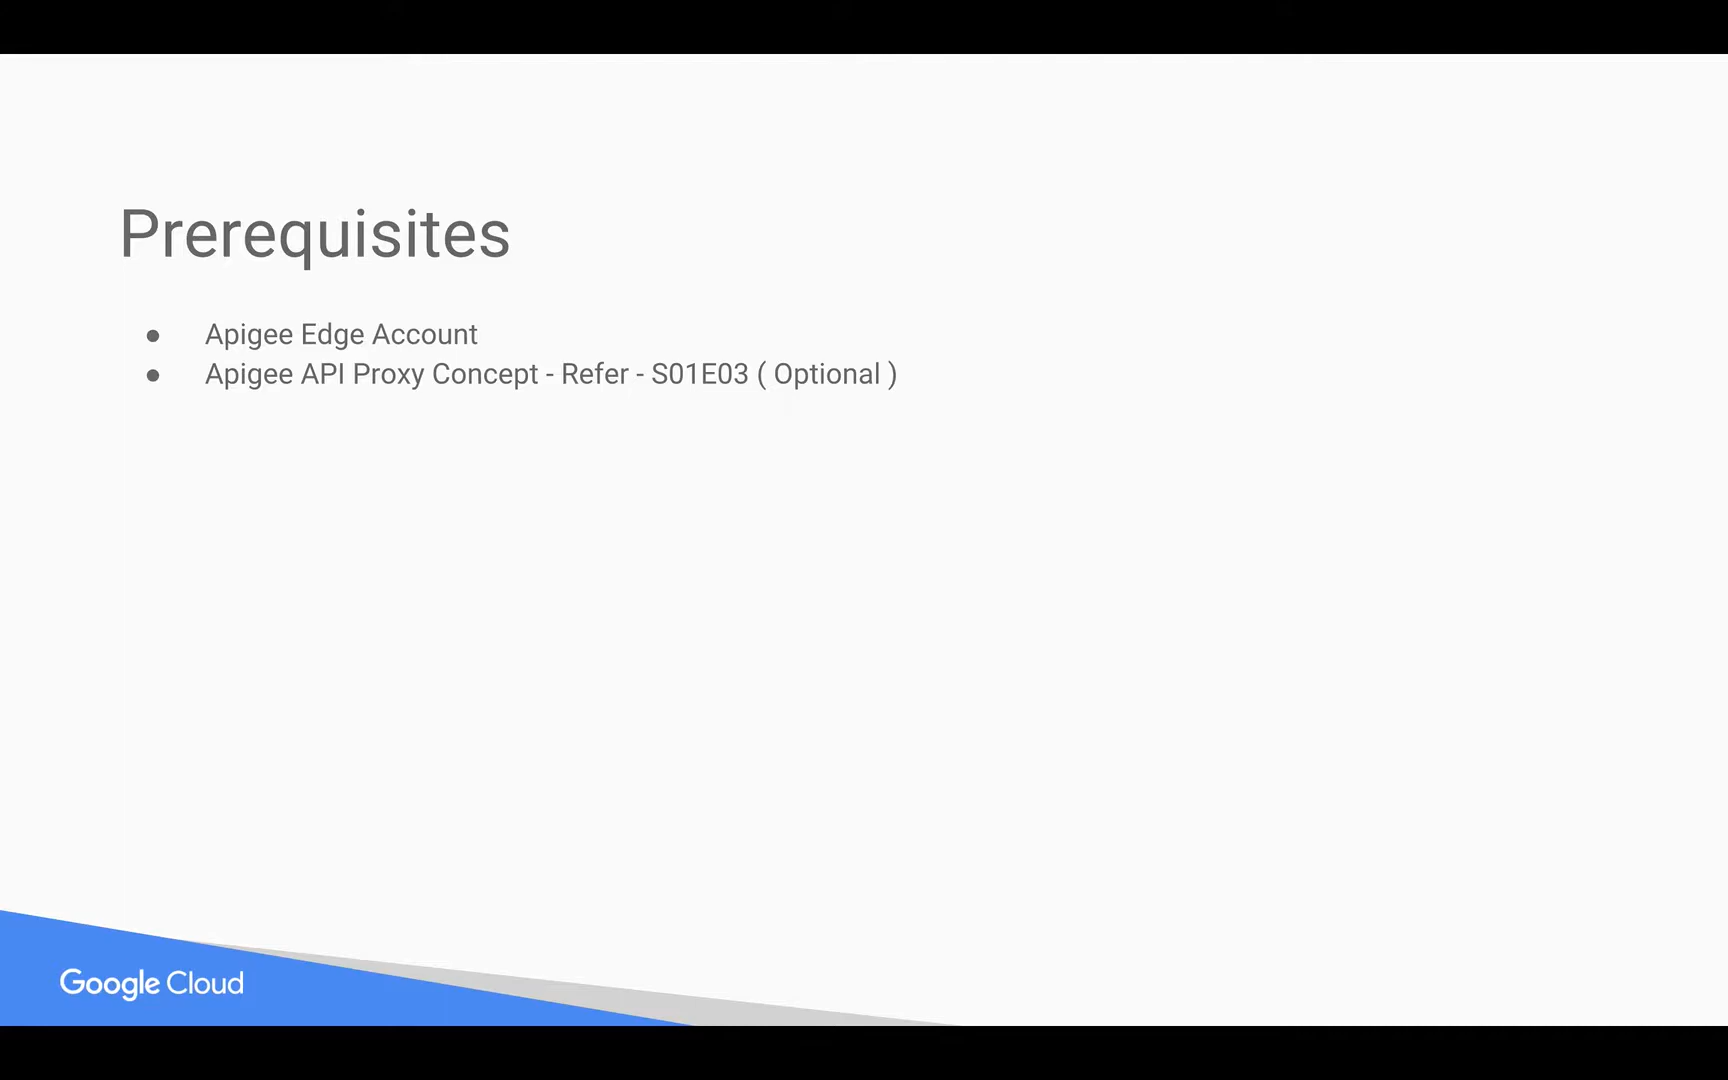 Prerequisites
● Apigee Edge Account
● Apigee API Proxy Concept - Refer - S01E03 ( Optional )
Google Cloud